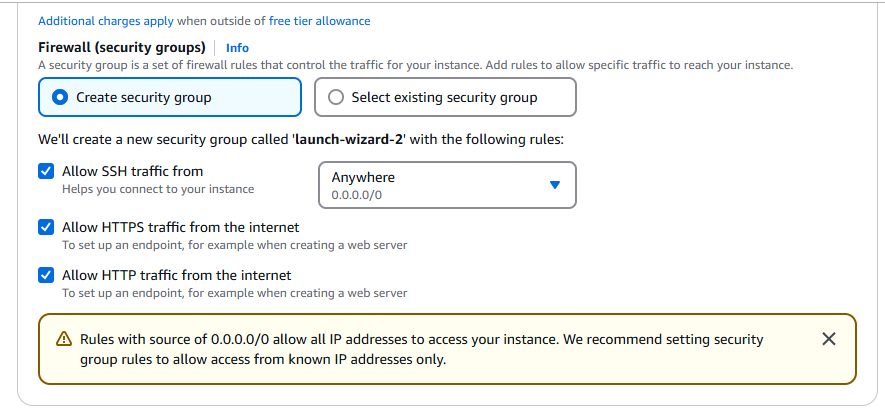 Additional charges apply when outside of free tier allowance
Firewall (security groups) Info
A security group is a set of firewall rules that control the traffic for your instance. Add rules to allow specific traffic to reach your instance.
Create security group
Select existing security group
We'll create a new security group called 'launch-wizard-2' with the following rules:
Allow SSH traffic from
Helps you connect to your instance
Anywhere
0.0.0.0/0
Allow HTTPS traffic from the internet
To set up an endpoint, for example when creating a web server
Allow HTTP traffic from the internet
To set up an endpoint, for example when creating a web server
Rules with source of 0.0.0.0/0 allow all IP addresses to access your instance. We recommend setting security
group rules to allow access from known IP addresses only.